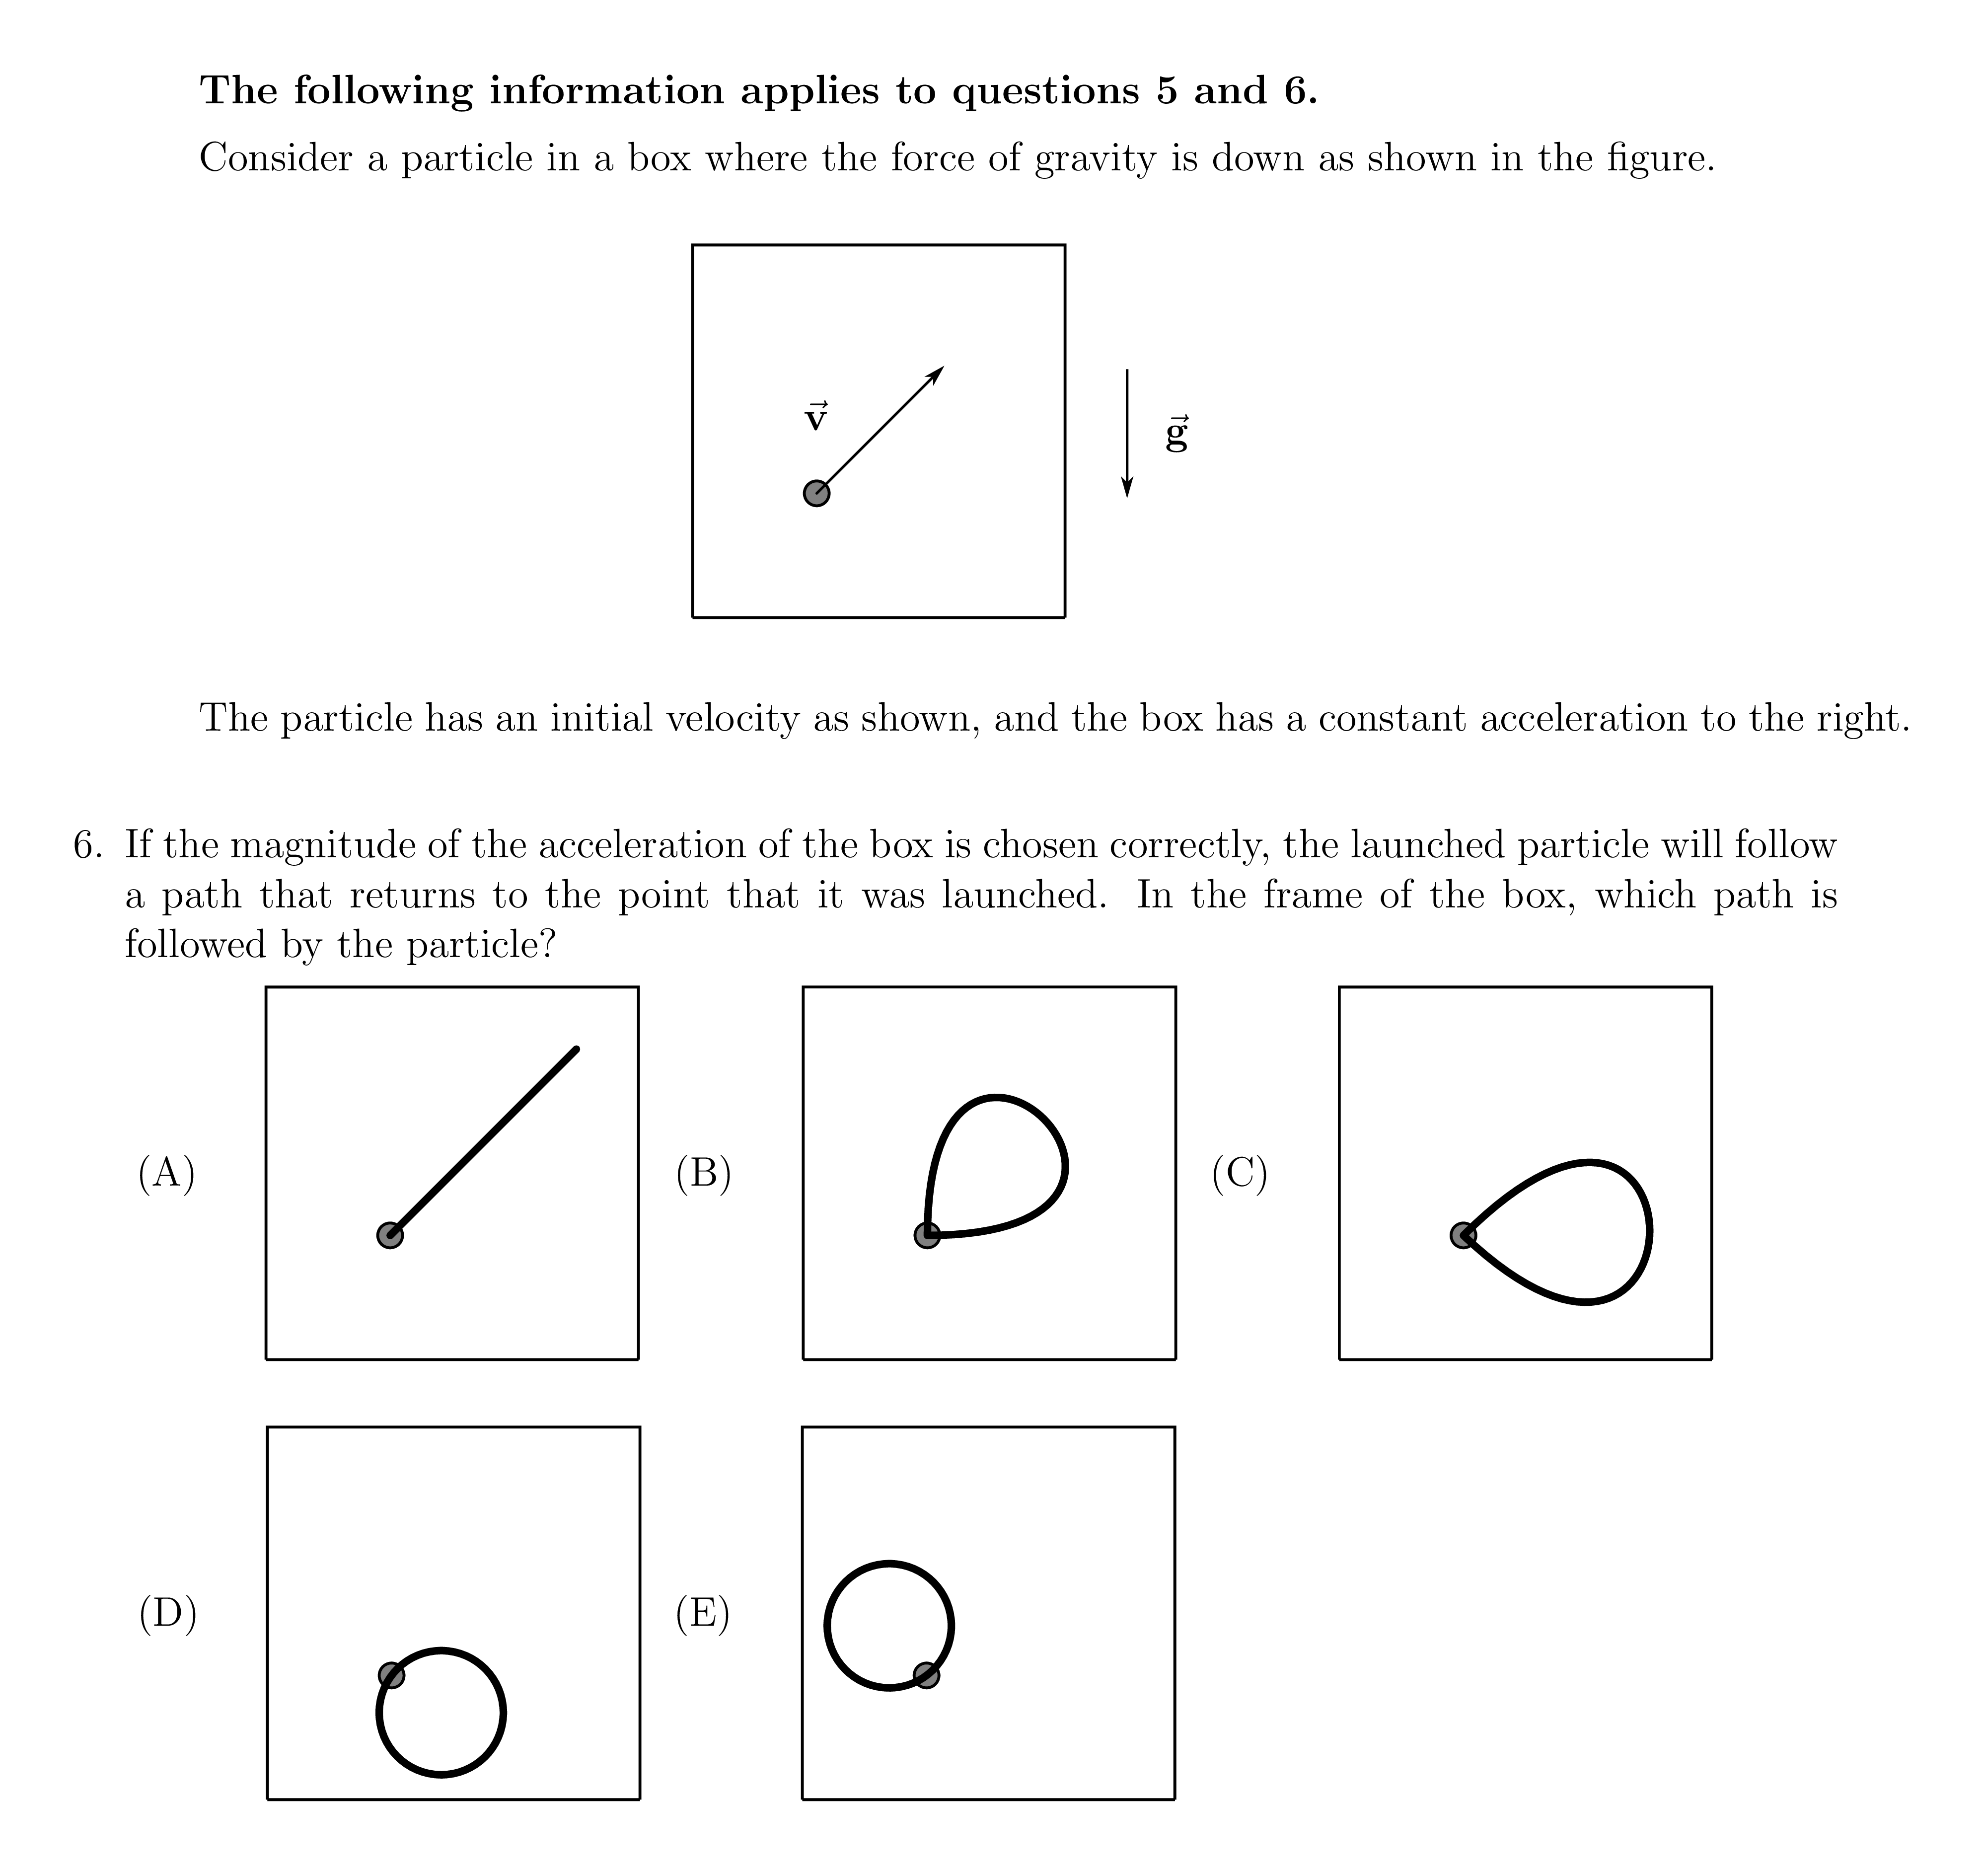 The following information applies to questions 5 and 6.
Consider a particle in a box where the force of gravity is down as shown in the figure.
v⃗
g⃗
The particle has an initial velocity as shown, and the box has a constant acceleration to the right.
6. If the magnitude of the acceleration of the box is chosen correctly, the launched particle will follow
a path that returns to the point that it was launched. In the frame of the box, which path is
followed by the particle?
(A)
(B)
(C)
(D)
(E)